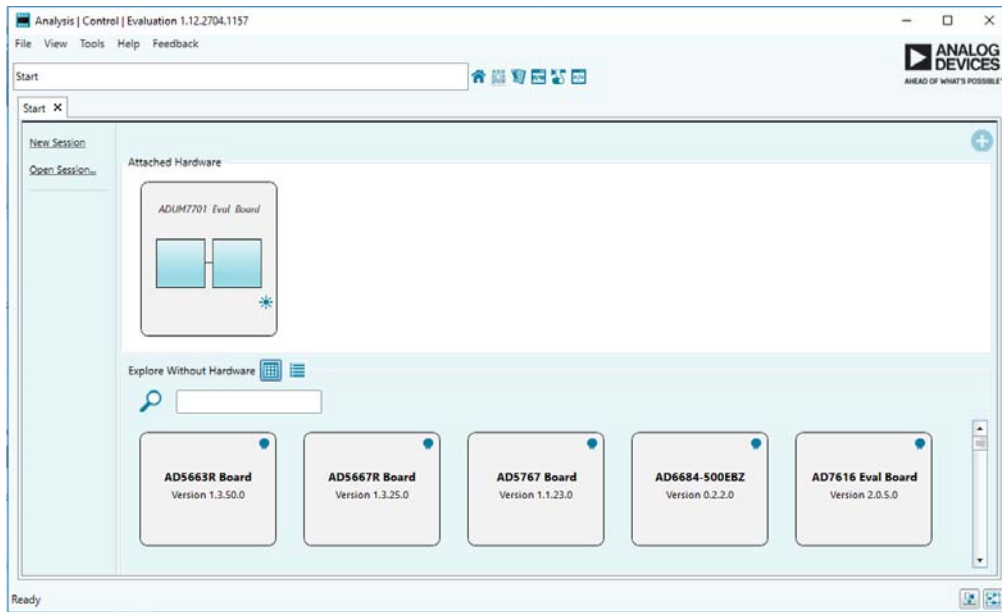 Analysis | Control | Evaluation 1.12.2704.1157
File View Tools Help Feedback
ANALOG
DEVICES
AHEAD OF WHAT'S POSSIBLE™
Start
Start
New Session
Open Session...
Attached Hardware
ADUM7701 Eval Board
Explore Without Hardware
AD5663R Board
Version 1.3.50.0
AD5667R Board
Version 1.3.25.0
AD5767 Board
Version 1.1.23.0
AD6684-500EBZ
Version 0.2.2.0
AD7616 Eval Board
Version 2.0.5.0
Ready